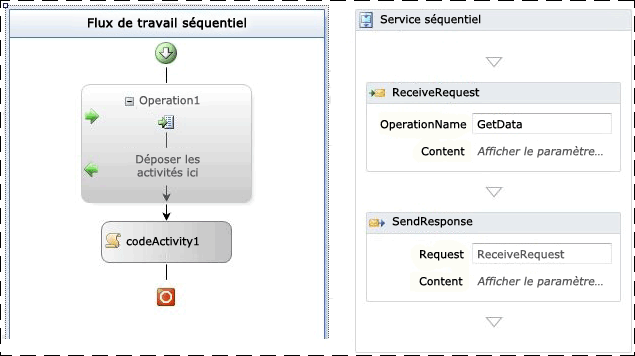 Flux de travail séquentiel
Operation1
Déposer les
activités ici
codeActivity1
Service séquentiel
ReceiveRequest
OperationName GetData
Content Afficher le paramètre...
SendResponse
Request ReceiveRequest
Content Afficher le paramètre...